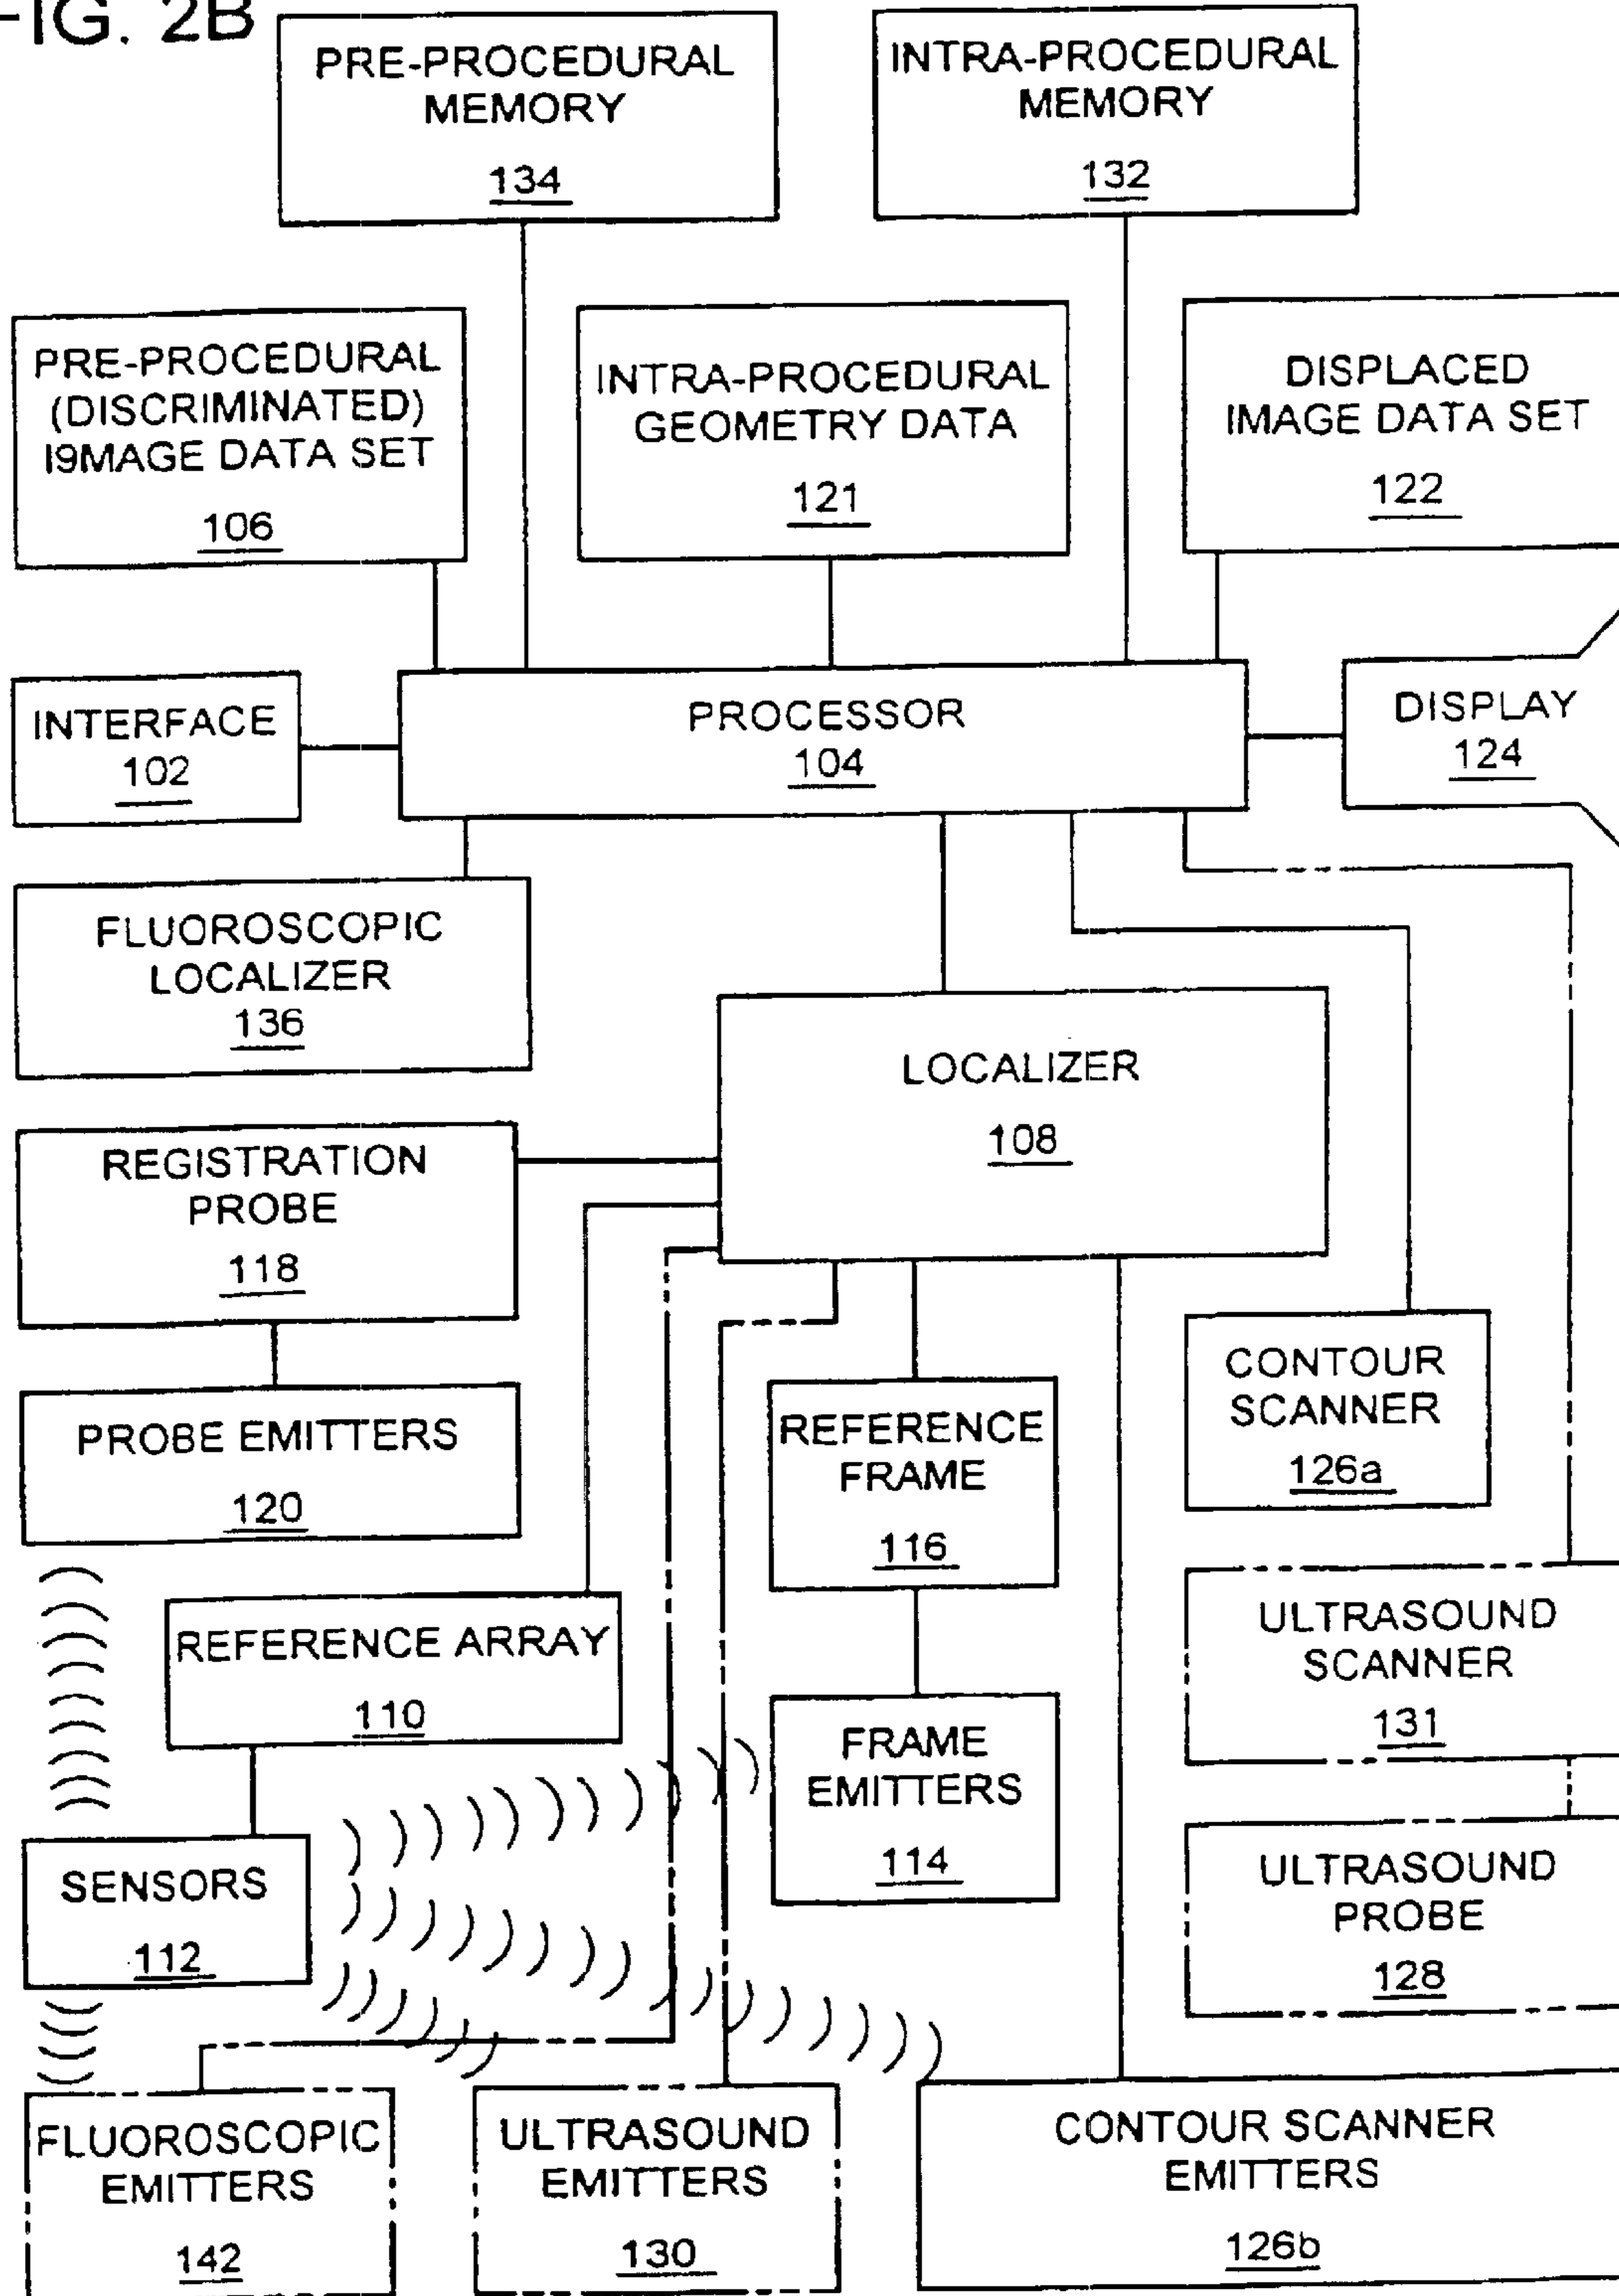 FIG. 2B
PRE-PROCEDURAL
MEMORY
134
INTRA-PROCEDURAL
MEMORY
132
PRE-PROCEDURAL
(DISCRIMINATED)
I9MAGE DATA SET
106
INTRA-PROCEDURAL
GEOMETRY DATA
121
DISPLACED
IMAGE DATA SET
122
INTERFACE
102
PROCESSOR
104
DISPLAY
124
FLUOROSCOPIC
LOCALIZER
136
LOCALIZER
108
REGISTRATION
PROBE
118
PROBE EMITTERS
120
REFERENCE
FRAME
116
CONTOUR
SCANNER
126a
REFERENCE ARRAY
110
ULTRASOUND
SCANNER
131
FRAME
EMITTERS
114
SENSORS
112
ULTRASOUND
PROBE
128
FLUOROSCOPIC
EMITTERS
142
ULTRASOUND
EMITTERS
130
CONTOUR SCANNER
EMITTERS
126b